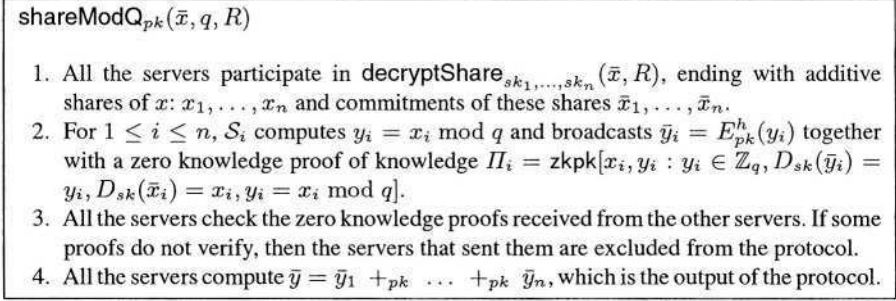 shareModQ_{pk}(x̄, q, R)
1. All the servers participate in decryptShare_{sk_1,...,sk_n}(x̄, R), ending with additive
shares of x: x_1, . . . , x_n and commitments of these shares x̄_1, . . . , x̄_n.
2. For 1 ≤ i ≤ n, S_i computes y_i = x_i mod q and broadcasts ȳ_i = E^h_{pk}(y_i) together
with a zero knowledge proof of knowledge Π_i = zkpk[x_i, y_i : y_i ∈ ℤ_q, D_{sk}(ȳ_i) =
y_i, D_{sk}(x̄_i) = x_i, y_i = x_i mod q].
3. All the servers check the zero knowledge proofs received from the other servers. If some
proofs do not verify, then the servers that sent them are excluded from the protocol.
4. All the servers compute ȳ = ȳ_1 +_{pk} . . . +_{pk} ȳ_n, which is the output of the protocol.